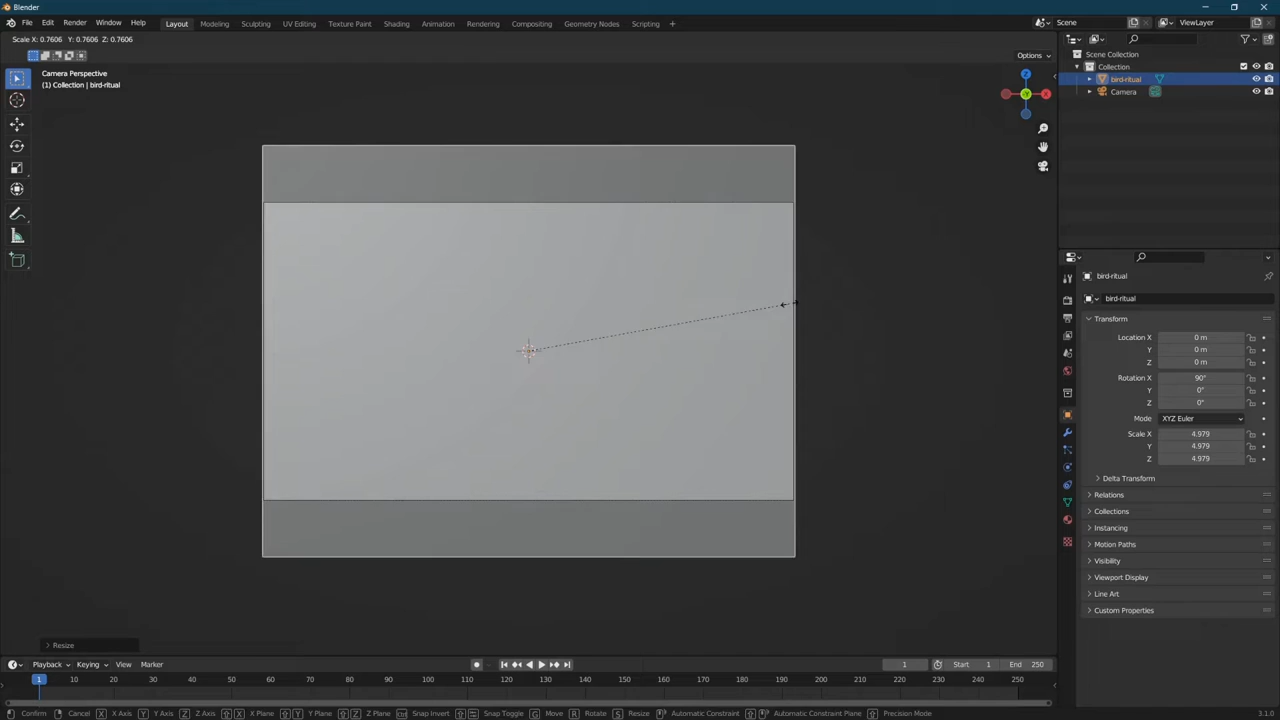 Blender
File Edit Render Window Help Layout Modeling Sculpting UV Editing Texture Paint Shading Animation Rendering Compositing Geometry Nodes Scripting + Scene ViewLayer
Scale X: 0.7606 Y: 0.7606 Z: 0.7606
Options
Camera Perspective
(1) Collection | bird-ritual
Z
Y
X
Scene Collection
Collection
bird-ritual
Camera
bird-ritual
bird-ritual
Transform
Location X 0 m
Y 0 m
Z 0 m
Rotation X 90°
Y 0°
Z 0°
Mode XYZ Euler
Scale X 4.979
Y 4.979
Z 4.979
Delta Transform
Relations
Collections
Instancing
Motion Paths
Visibility
Viewport Display
Line Art
Custom Properties
Resize
Playback Keying View Marker 1 Start 1 End 250
1 10 20 30 40 50 60 70 80 90 100 110 120 130 140 150 160 170 180 190 200 210 220 230 240 250
Confirm Cancel X X Axis Y Y Axis Z Z Axis X X Plane Y Y Plane Z Z Plane Snap Invert Snap Toggle G Move R Rotate S Resize Automatic Constraint Automatic Constraint Plane Precision Mode 3.1.0